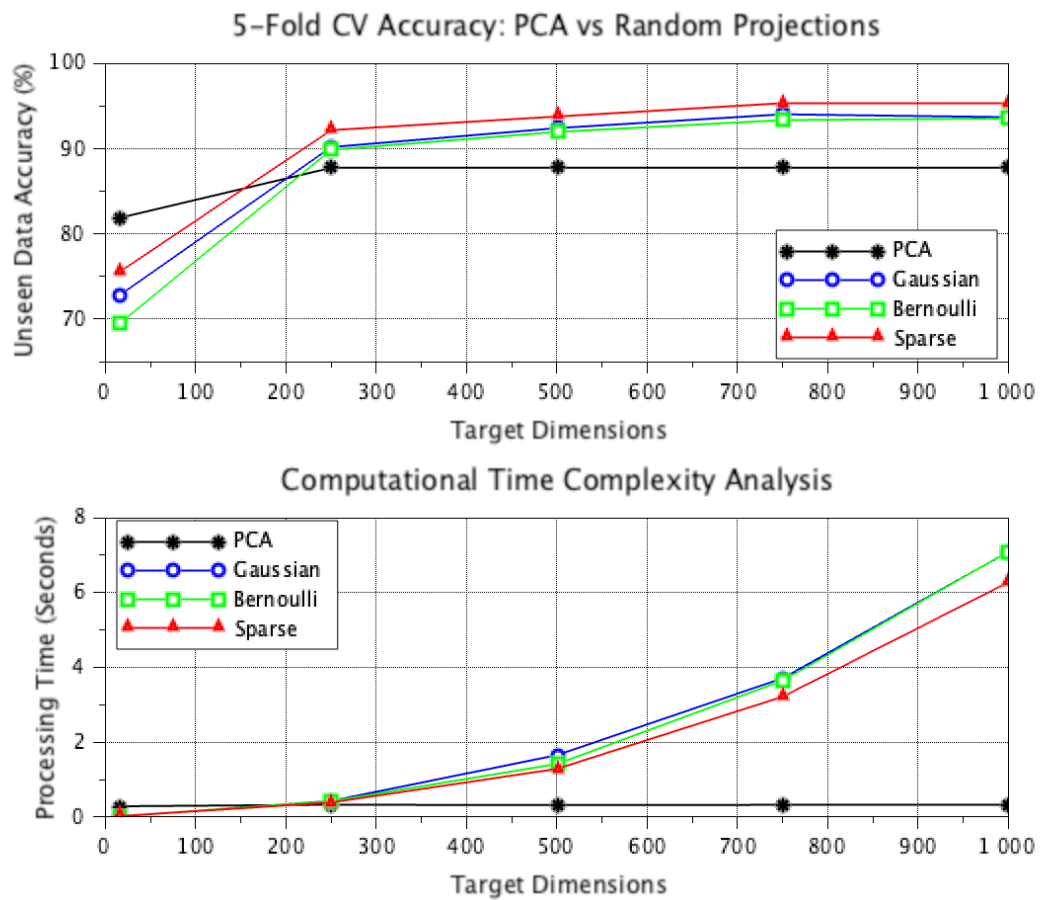 5-Fold CV Accuracy: PCA vs Random Projections
Unseen Data Accuracy (%)
100
90
80
70
PCA
Gaussian
Bernoulli
Sparse
0 100 200 300 400 500 600 700 800 900 1 000
Target Dimensions
Computational Time Complexity Analysis
Processing Time (Seconds)
8
6
4
2
0
PCA
Gaussian
Bernoulli
Sparse
0 100 200 300 400 500 600 700 800 900 1 000
Target Dimensions